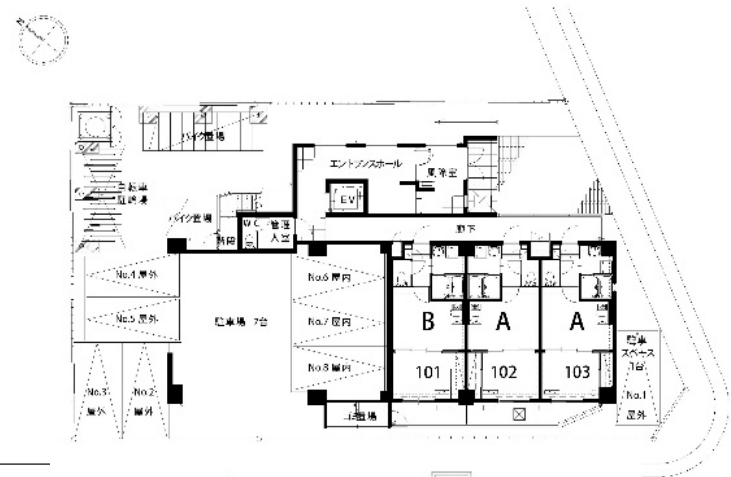 N
バイク置場
エントランスホール
風除室
自転車
駐輪場
EV
バイク置場
WC
管理
人室
廊下
階段
No.4 屋外
No.6 屋内
No.5 屋外
駐車場 7台
No.7 屋内
B
A
A
駐車
スペース
1台
No.8 屋内
101
102
103
No.3
屋外
No.2
屋外
No.1
屋外
ゴミ置場